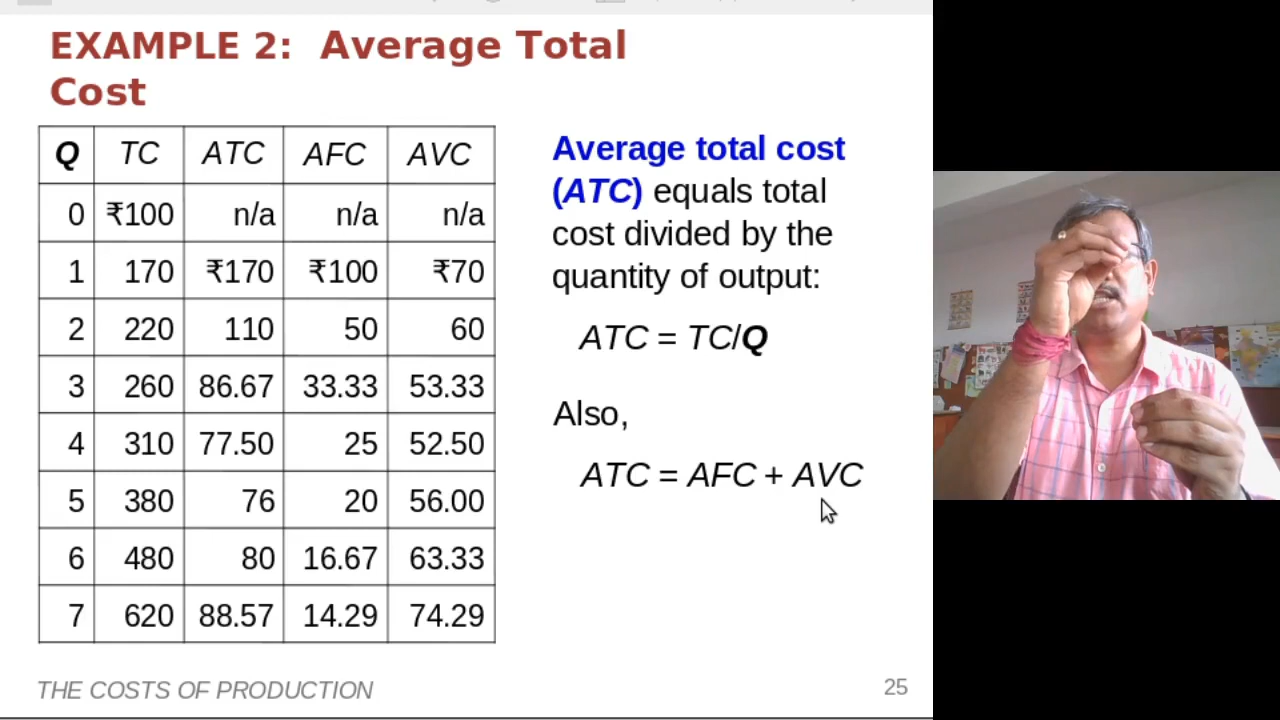 EXAMPLE 2: Average Total
Cost
Q TC ATC AFC AVC
0 ₹100 n/a n/a n/a
1 170 ₹170 ₹100 ₹70
2 220 110 50 60
3 260 86.67 33.33 53.33
4 310 77.50 25 52.50
5 380 76 20 56.00
6 480 80 16.67 63.33
7 620 88.57 14.29 74.29
Average total cost
(ATC) equals total
cost divided by the
quantity of output:
ATC = TC/Q
Also,
ATC = AFC + AVC
THE COSTS OF PRODUCTION
25